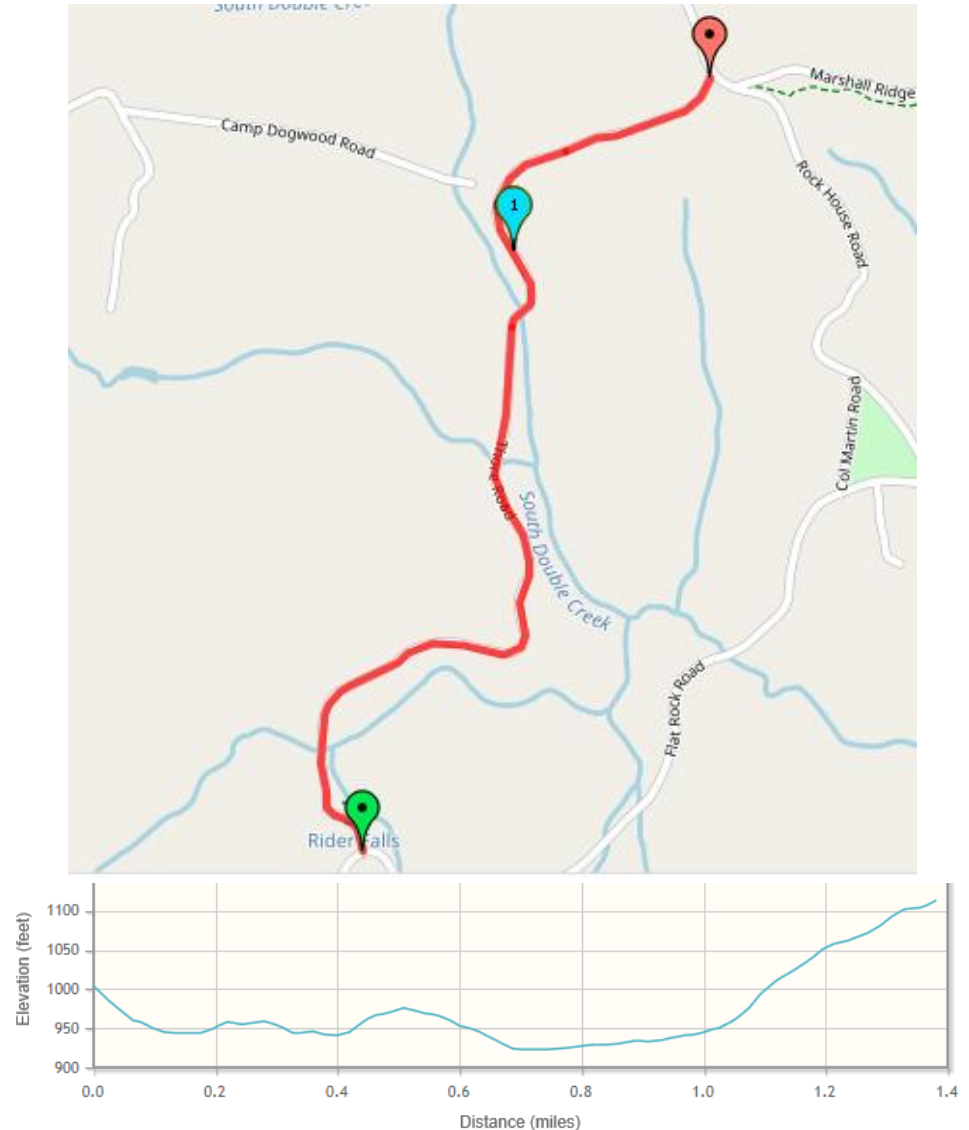 South Double Cre
Marshall Ridge
Camp Dogwood Road
Rock House Road
1
Col Martin Road
Road
South Double Creek
Flat Rock Road
Rider Falls
Elevation (feet)
1100
1050
1000
950
900
0.0 0.2 0.4 0.6 0.8 1.0 1.2 1.4
Distance (miles)